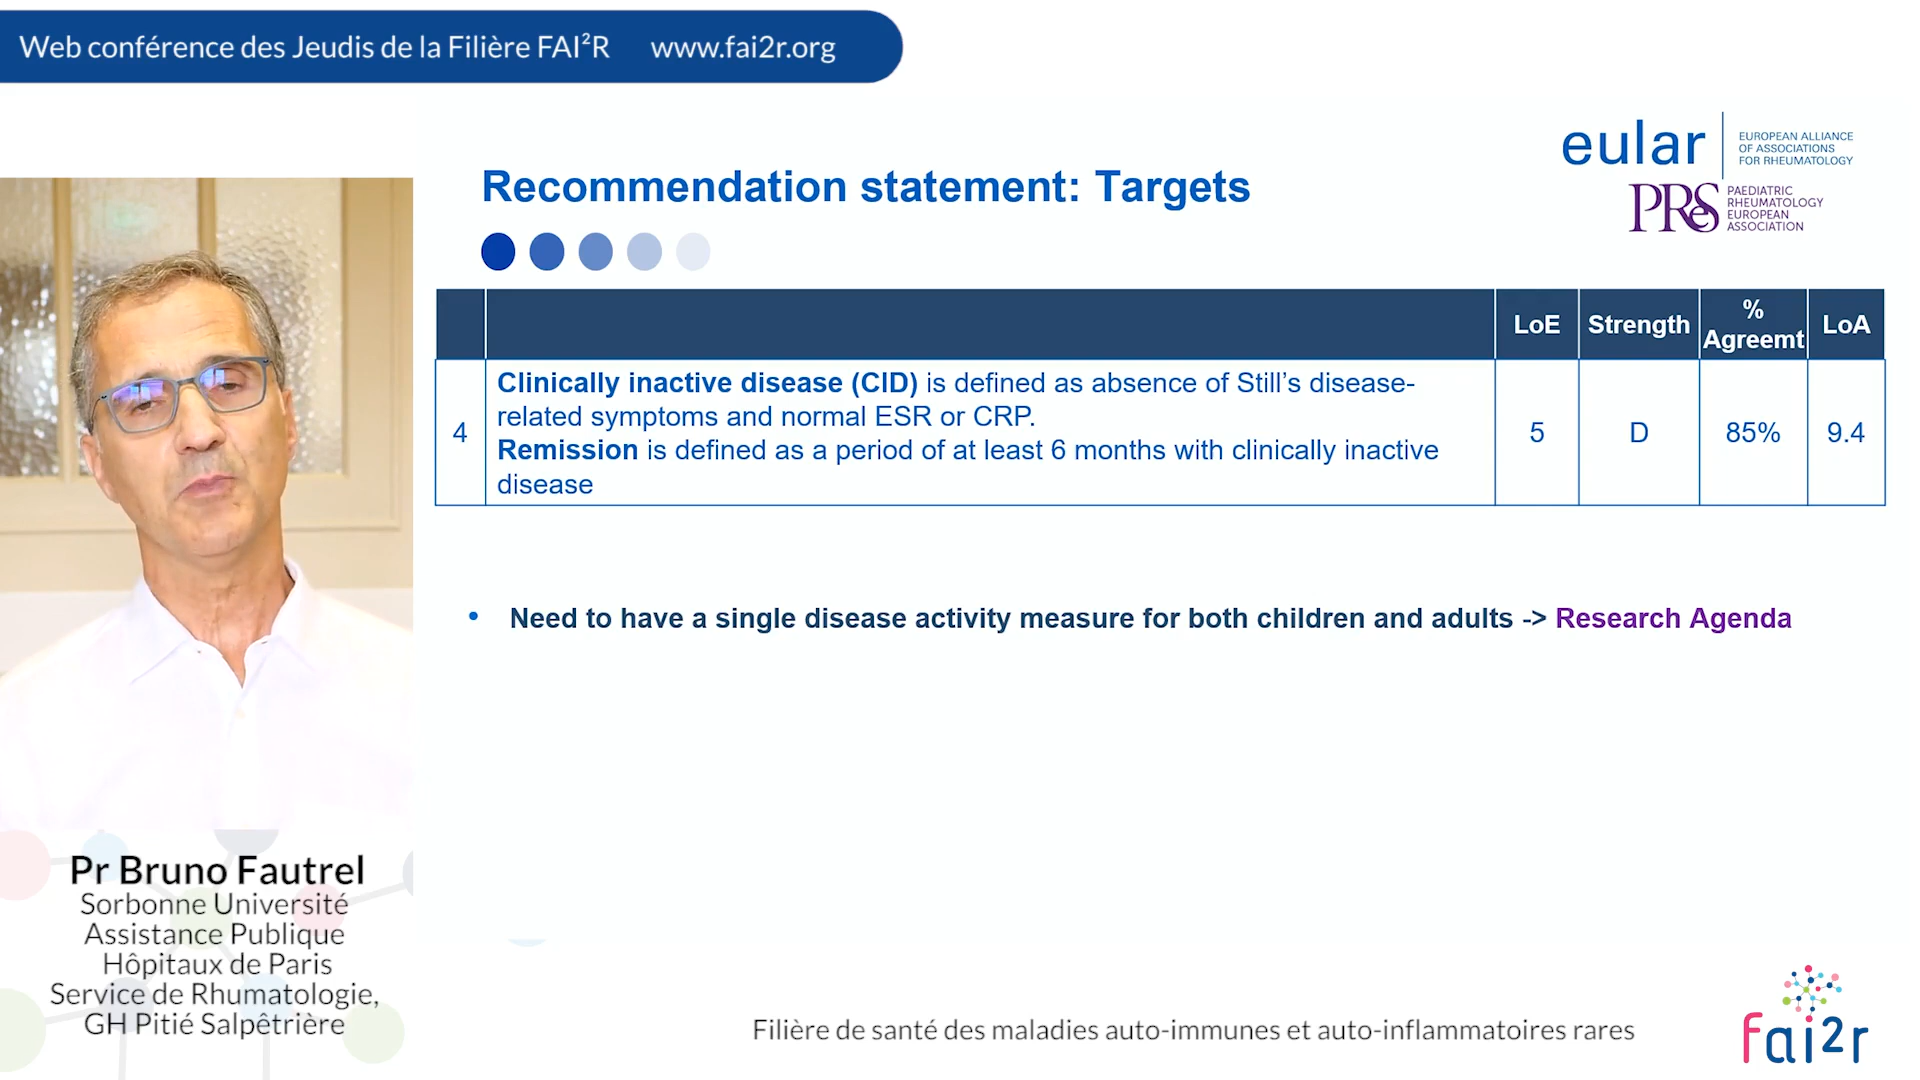 Web conférence des Jeudis de la Filière FAI²R www.fai2r.org
eular
EUROPEAN ALLIANCE
OF ASSOCIATIONS
FOR RHEUMATOLOGY
PReS
PAEDIATRIC
RHEUMATOLOGY
EUROPEAN
ASSOCIATION
Recommendation statement: Targets
LoE Strength % Agreemt LoA
4
Clinically inactive disease (CID) is defined as absence of Still’s disease-
related symptoms and normal ESR or CRP.
Remission is defined as a period of at least 6 months with clinically inactive
disease
5 D 85% 9.4
• Need to have a single disease activity measure for both children and adults -> Research Agenda
Pr Bruno Fautrel
Sorbonne Université
Assistance Publique
Hôpitaux de Paris
Service de Rhumatologie,
GH Pitié Salpêtrière
Filière de santé des maladies auto-immunes et auto-inflammatoires rares
fai2r